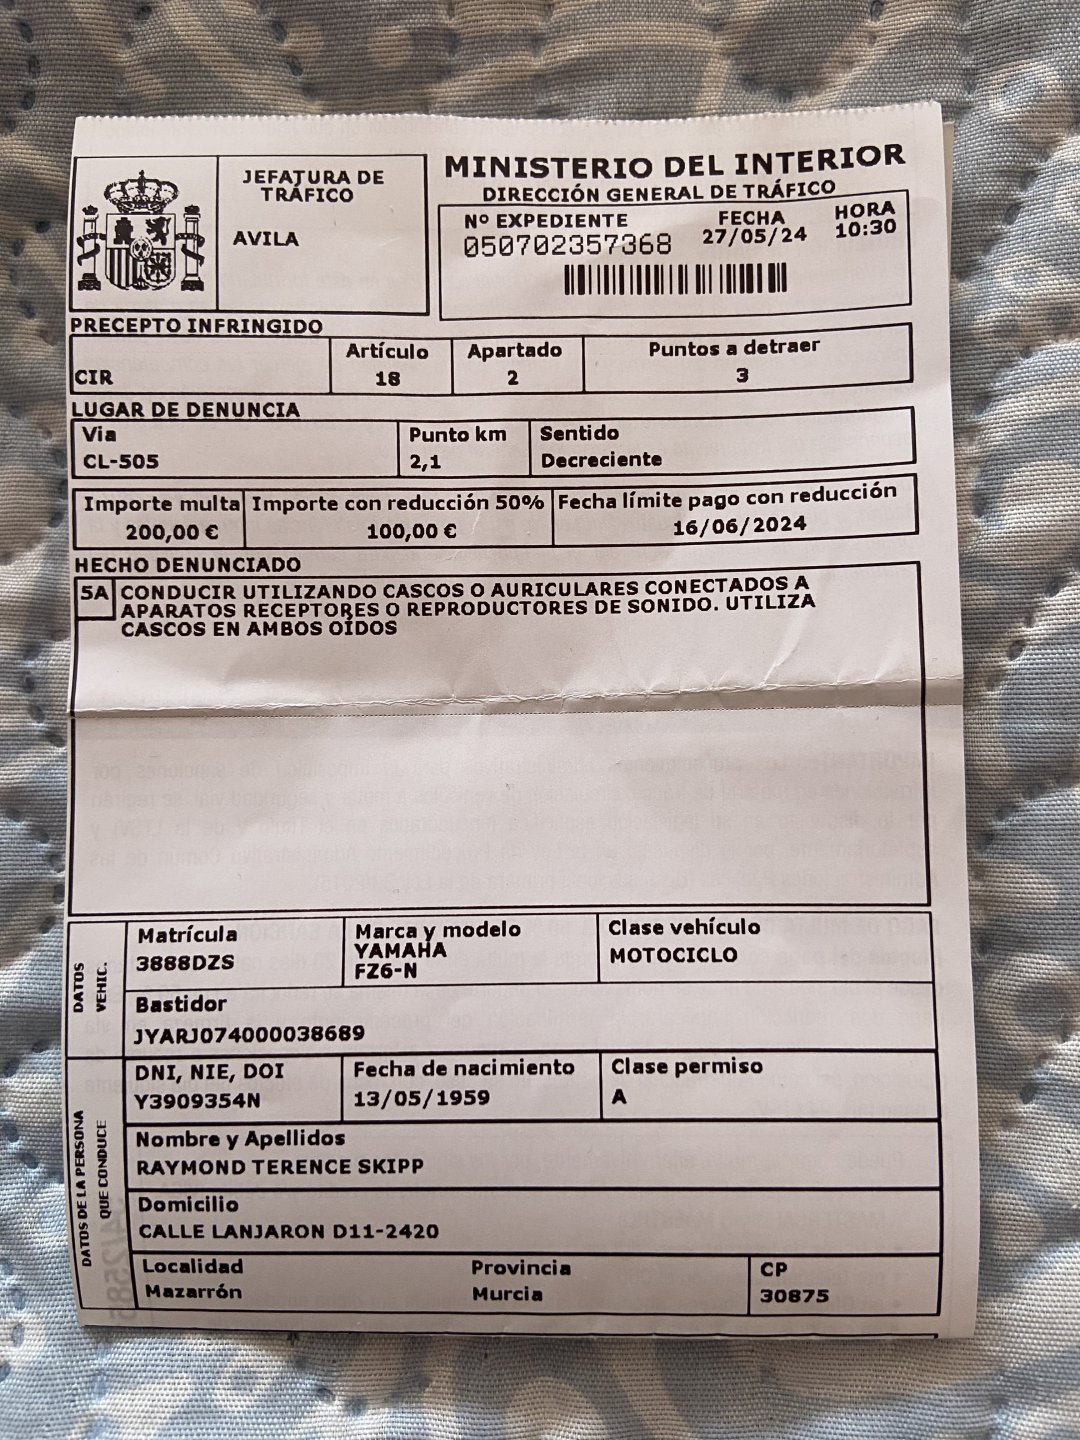 JEFATURA DE
TRÁFICO
AVILA
MINISTERIO DEL INTERIOR
DIRECCIÓN GENERAL DE TRÁFICO
Nº EXPEDIENTE FECHA HORA
050702357368 27/05/24 10:30
PRECEPTO INFRINGIDO
Artículo Apartado Puntos a detraer
CIR 18 2 3
LUGAR DE DENUNCIA
Via Punto km Sentido
CL-505 2,1 Decreciente
Importe multa Importe con reducción 50% Fecha límite pago con reducción
200,00 € 100,00 € 16/06/2024
HECHO DENUNCIADO
5A CONDUCIR UTILIZANDO CASCOS O AURICULARES CONECTADOS A
APARATOS RECEPTORES O REPRODUCTORES DE SONIDO. UTILIZA
CASCOS EN AMBOS OÍDOS
DATOS
VEHIC.
Matrícula Marca y modelo Clase vehículo
3888DZS YAMAHA MOTOCICLO
FZ6-N
Bastidor
JYARJ074000038689
DATOS DE LA PERSONA
QUE CONDUCE
DNI, NIE, DOI Fecha de nacimiento Clase permiso
Y3909354N 13/05/1959 A
Nombre y Apellidos
RAYMOND TERENCE SKIPP
Domicilio
CALLE LANJARON D11-2420
Localidad Provincia CP
Mazarrón Murcia 30875